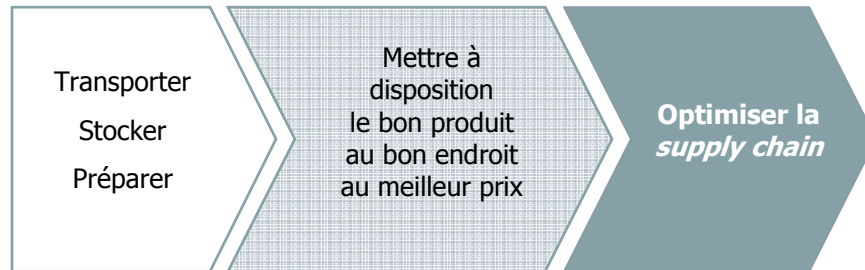 Transporter
Stocker
Préparer
Mettre à
disposition
le bon produit
au bon endroit
au meilleur prix
Optimiser la
supply chain